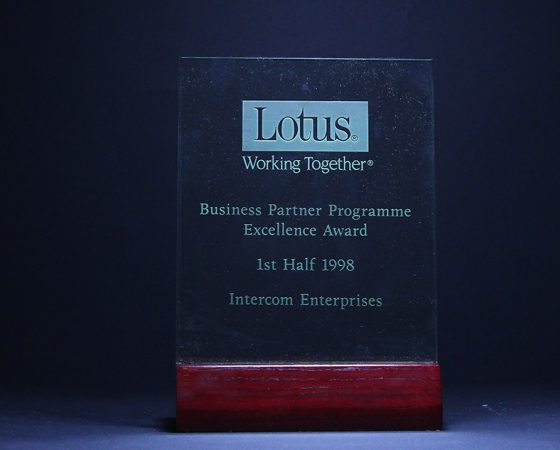 Lotus®
Working Together®
Business Partner Programme
Excellence Award
1st Half 1998
Intercom Enterprises